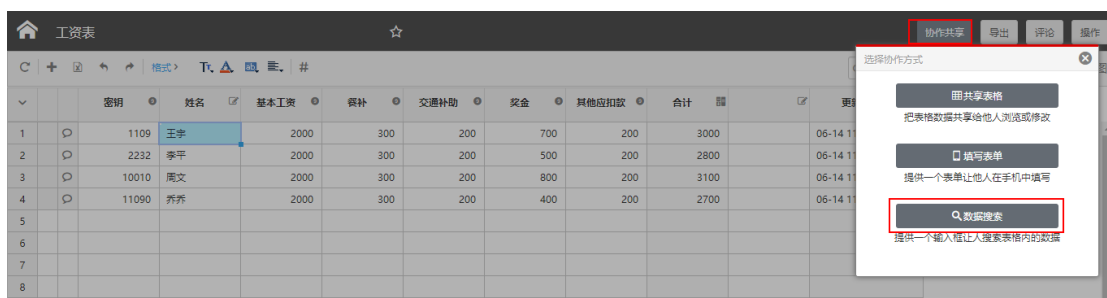 工资表 协作共享 导出 评论 操作
格式
选择协作方式
密钥 姓名 基本工资 餐补 交通补助 奖金 其他应扣款 合计
田共享表格
把表格数据共享给他人浏览或修改
1 1109 王宇 2000 300 200 700 200 3000 06-14 1
2 2232 李平 2000 300 200 500 200 2800 06-14 1
填写表单
3 10010 周文 2000 300 200 800 200 3100 06-14 1
提供一个表单让他人在手机中填写
4 11090 乔乔 2000 300 200 400 200 2700 06-14 1
5
数据搜索
6
提供一个输入框让人搜索表格内的数据
7
8